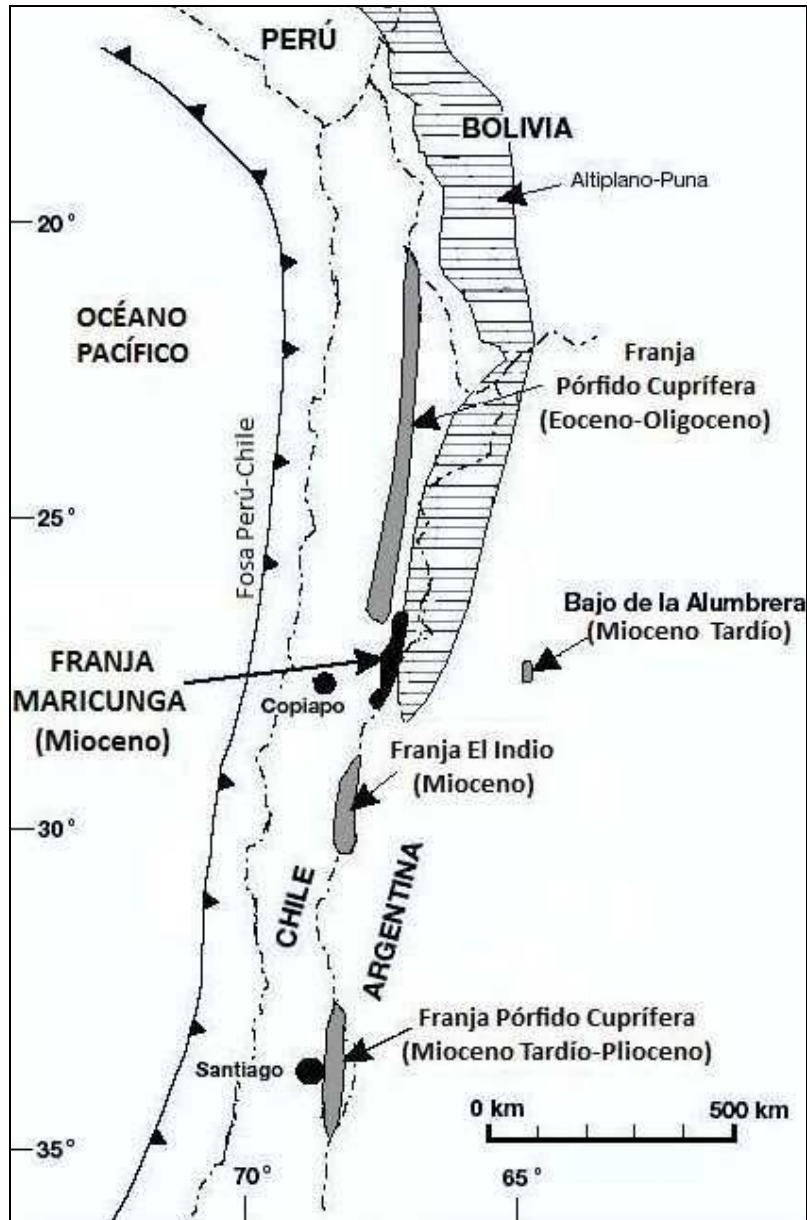 PERÚ
BOLIVIA
Altiplano-Puna
20°
OCÉANO
PACÍFICO
Franja
Pórfido Cuprífera
(Eoceno-Oligoceno)
Fosa Perú-Chile
25°
Bajo de la Alumbrera
(Mioceno Tardío)
FRANJA
MARICUNGA
(Mioceno)
Copiapo
Franja El Indio
(Mioceno)
30°
CHILE
ARGENTINA
Franja Pórfido Cuprífera
(Mioceno Tardío-Plioceno)
Santiago
0 km
500 km
35°
70°
65°